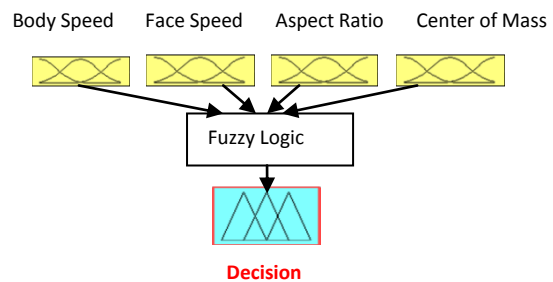 Body Speed Face Speed Aspect Ratio Center of Mass
Fuzzy Logic
Decision